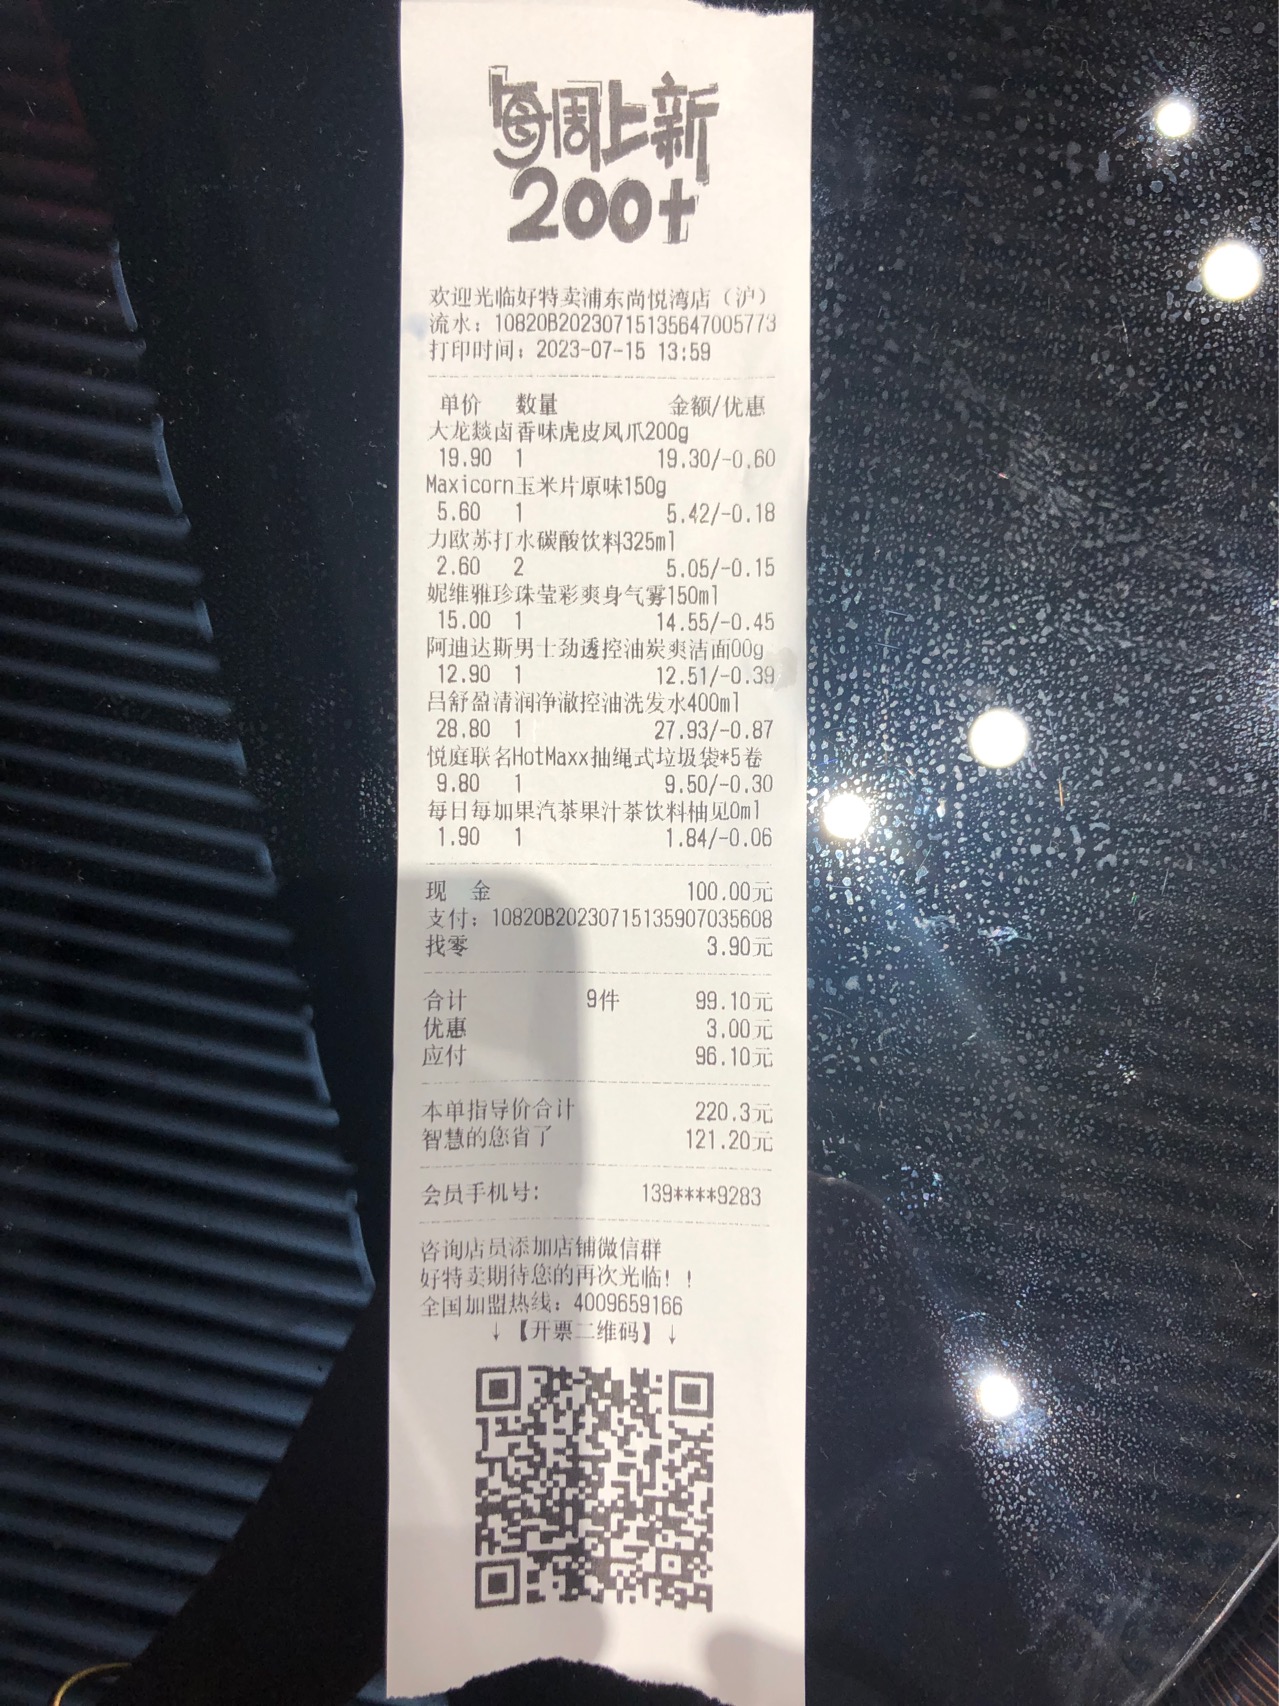 每周上新
200+
欢迎光临好特卖浦东尚悦湾店（沪）
流水：10820B20230715135647005773
打印时间：2023-07-15 13:59
单价 数量 金额/优惠
大龙燚卤香味虎皮凤爪200g
19.90 1 19.30/-0.60
Maxicorn玉米片原味150g
5.60 1 5.42/-0.18
力欧苏打水碳酸饮料325ml
2.60 2 5.05/-0.15
妮维雅珍珠莹彩爽身气雾150ml
15.00 1 14.55/-0.45
阿迪达斯男士劲透控油炭爽洁面00g
12.90 1 12.51/-0.39
吕舒盈清润净澈控油洗发水400ml
28.80 1 27.93/-0.87
悦庭联名HotMaxx抽绳式垃圾袋*5卷
9.80 1 9.50/-0.30
每日每加果汽茶果汁茶饮料柚见0ml
1.90 1 1.84/-0.06
现 金 100.00元
支付：10820B20230715135907035608
找零 3.90元
合计 9件 99.10元
优惠 3.00元
应付 96.10元
本单指导价合计 220.3元
智慧的您省了 121.20元
会员手机号: 139****9283
咨询店员添加店铺微信群
好特卖期待您的再次光临！！
全国加盟热线：4009659166
↓【开票二维码】↓